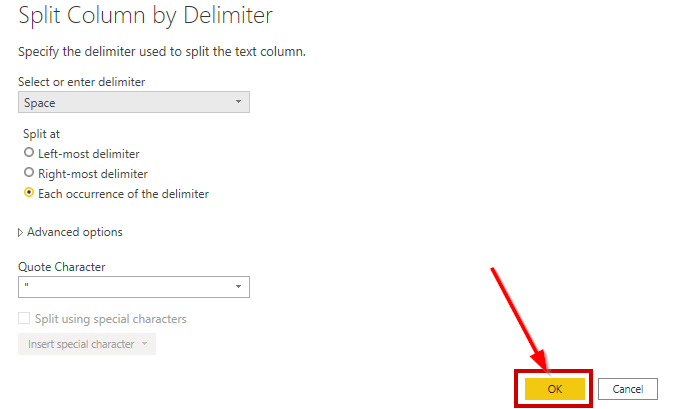 Split Column by Delimiter
Specify the delimiter used to split the text column.
Select or enter delimiter
Space
Split at
Left-most delimiter
Right-most delimiter
Each occurrence of the delimiter
Advanced options
Quote Character
"
Split using special characters
Insert special character
OK Cancel